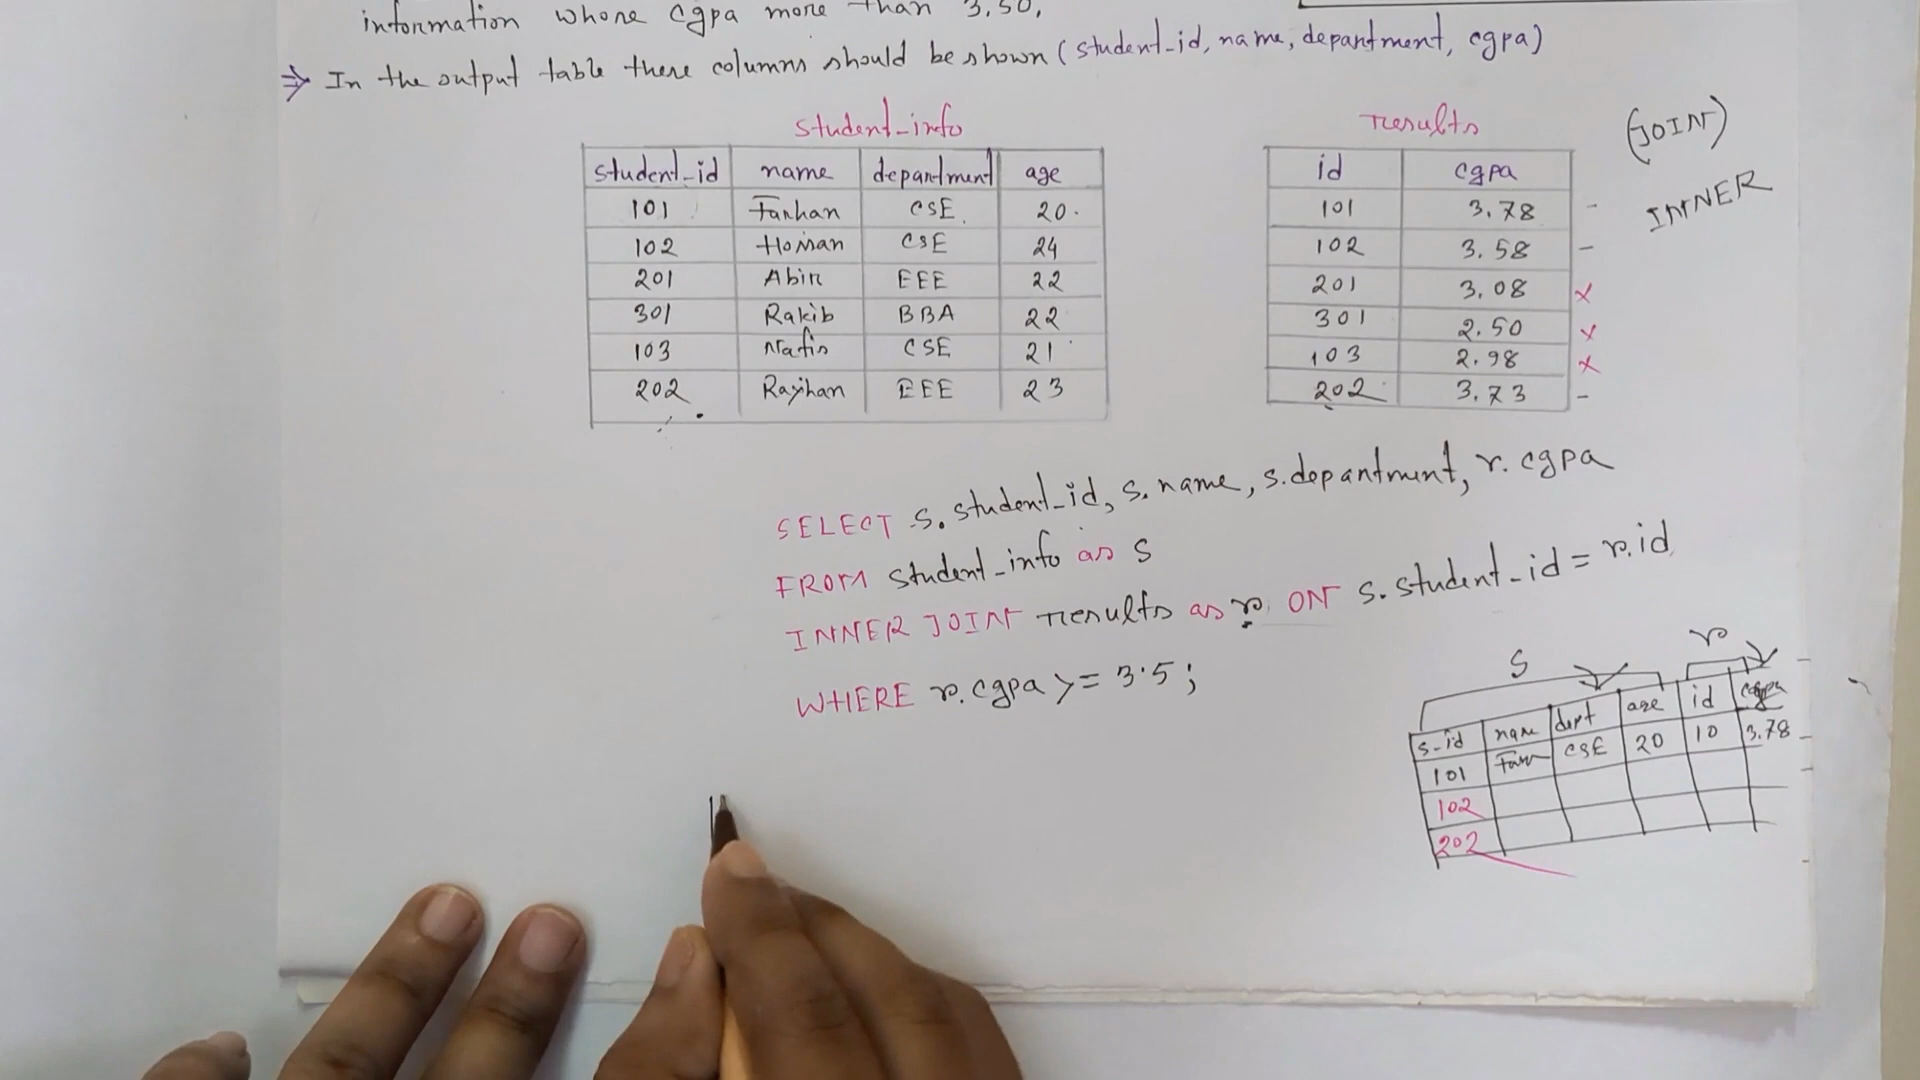 information whose cgpa more than 3.50.
⇒ In the output table these columns should be shown (student_id, name, department, cgpa)
student_info
student_id name department age
101 Farhan CSE 20
102 CSE 24
201 Abir EEE 22
301 Rakib BBA 22
103 Nafis CSE 21
202 Rayhan EEE 23
results
id cgpa
101 3.78 -
102 3.58 -
201 3.08 x
301 2.50 x
103 2.98 x
202 3.73 -
(JOIN)
INNER
SELECT s.student_id, s.name, s.department, r.cgpa
FROM student_info as s
INNER JOIN results as r ON s.student_id = r.id
WHERE r.cgpa >= 3.5;
s r
s-id name dept age id cgpa
101 Far CSE 20 10 3.78
102
202